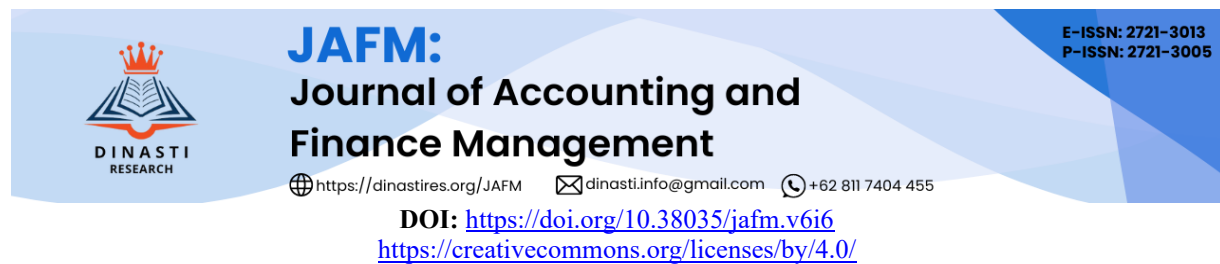 JAFM:
Journal of Accounting and
Finance Management
E-ISSN: 2721-3013
P-ISSN: 2721-3005
DINASTI
RESEARCH
https://dinastires.org/JAFM dinasti.info@gmail.com +62 811 7404 455
DOI: https://doi.org/10.38035/jafm.v6i6
https://creativecommons.org/licenses/by/4.0/